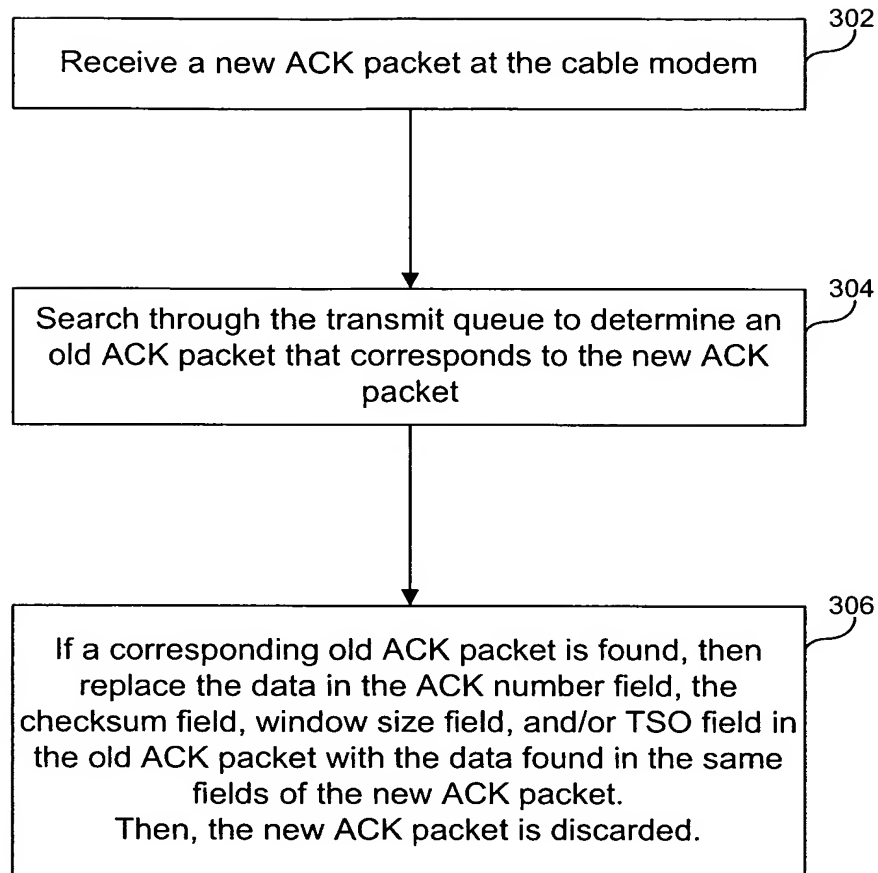 302
Receive a new ACK packet at the cable modem
304
Search through the transmit queue to determine an
old ACK packet that corresponds to the new ACK
packet
306
If a corresponding old ACK packet is found, then
replace the data in the ACK number field, the
checksum field, window size field, and/or TSO field in
the old ACK packet with the data found in the same
fields of the new ACK packet.
Then, the new ACK packet is discarded.